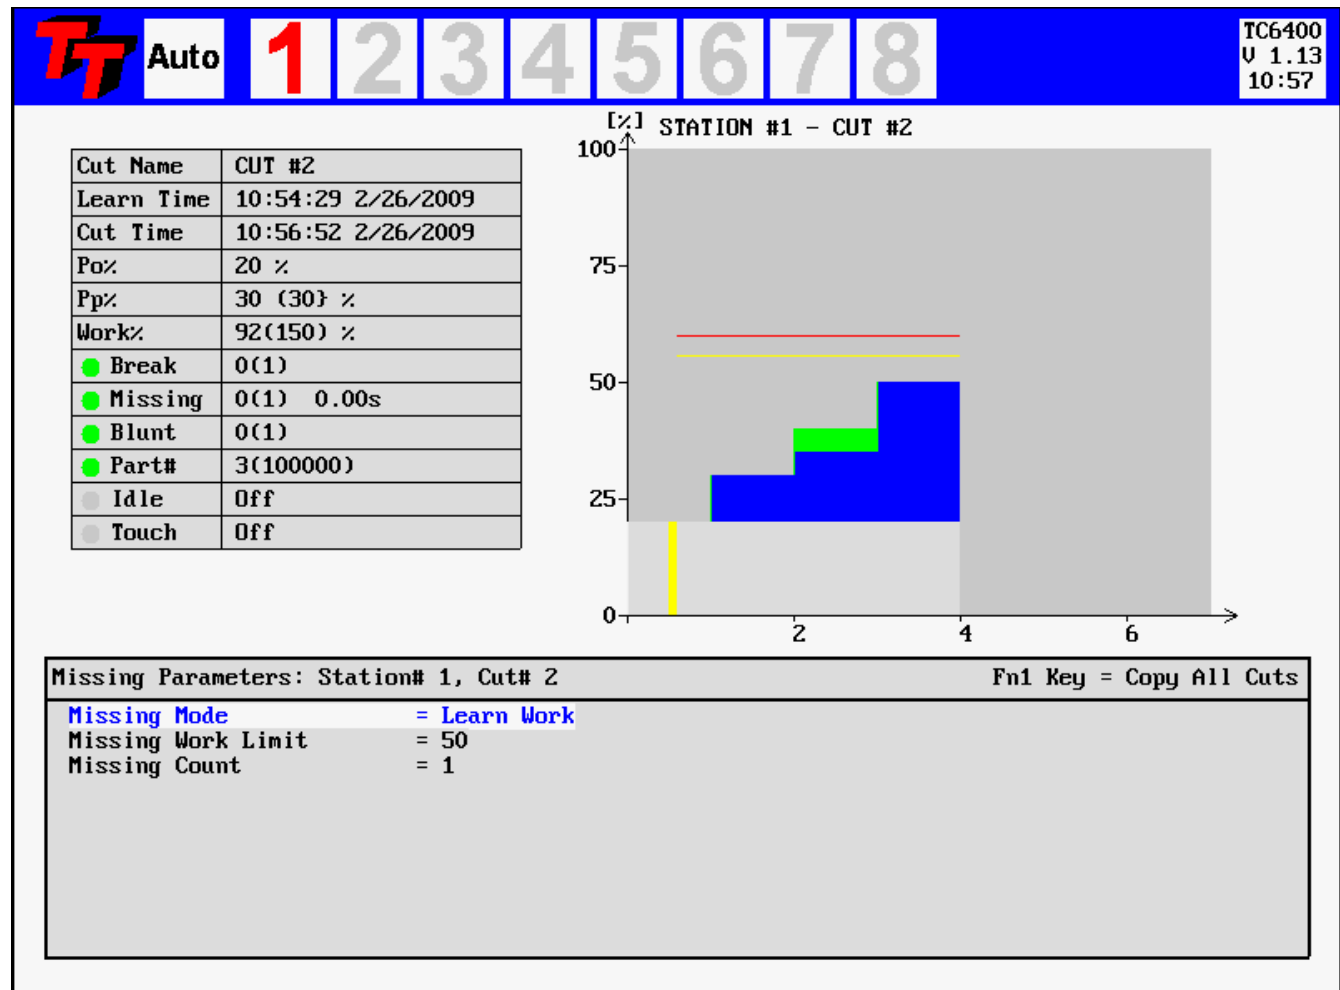 TT Auto 1 2 3 4 5 6 7 8
TC6400
V 1.13
10:57
Cut Name CUT #2
Learn Time 10:54:29 2/26/2009
Cut Time 10:56:52 2/26/2009
Po% 20 %
Pp% 30 (30} %
Work% 92(150) %
Break 0(1)
Missing 0(1) 0.00s
Blunt 0(1)
Part# 3(100000)
Idle Off
Touch Off
[%] STATION #1 - CUT #2
100
75
50
25
0
2 4 6
Missing Parameters: Station# 1, Cut# 2 Fn1 Key = Copy All Cuts
Missing Mode = Learn Work
Missing Work Limit = 50
Missing Count = 1